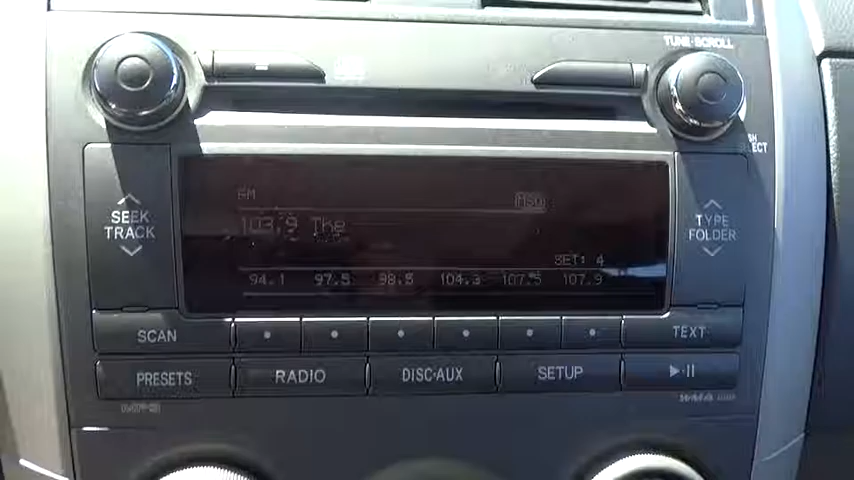 TUNE·SCROLL
FM
MSG
103.9 The
SEEK
TRACK
TYPE
FOLDER
SET: 4
94.1 97.5 98.5 104.3 107.5 107.9
SCAN
TEXT
PRESETS
RADIO
DISC·AUX
SETUP